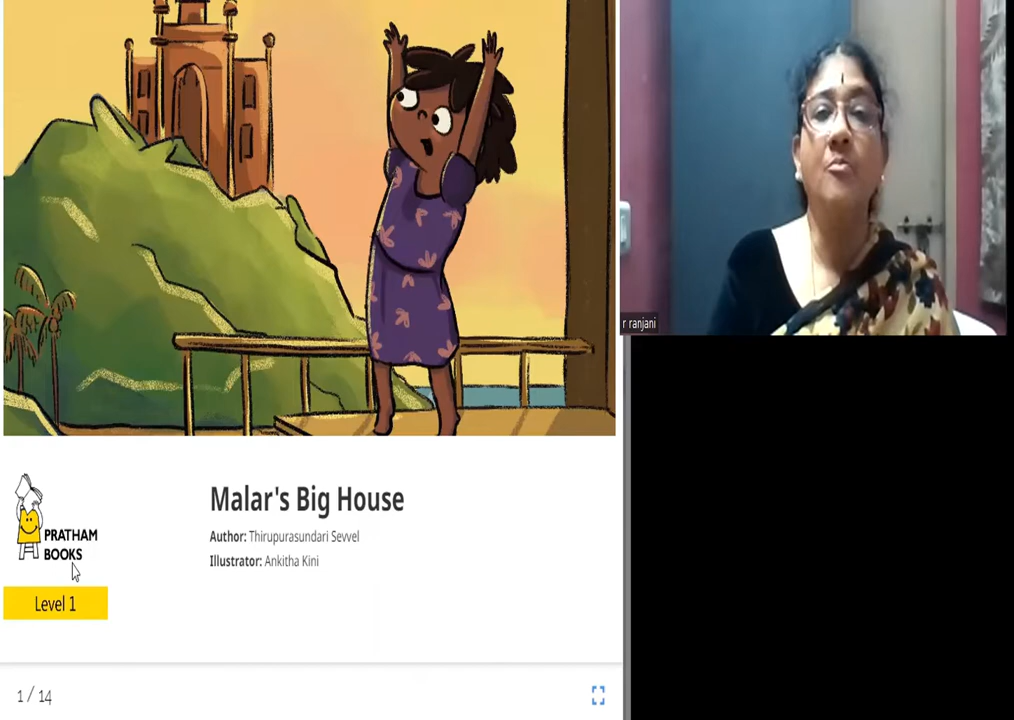 r ranjani
Malar's Big House
Author: Thirupurasundari Sevvel
Illustrator: Ankitha Kini
PRATHAM
BOOKS
Level 1
1 / 14